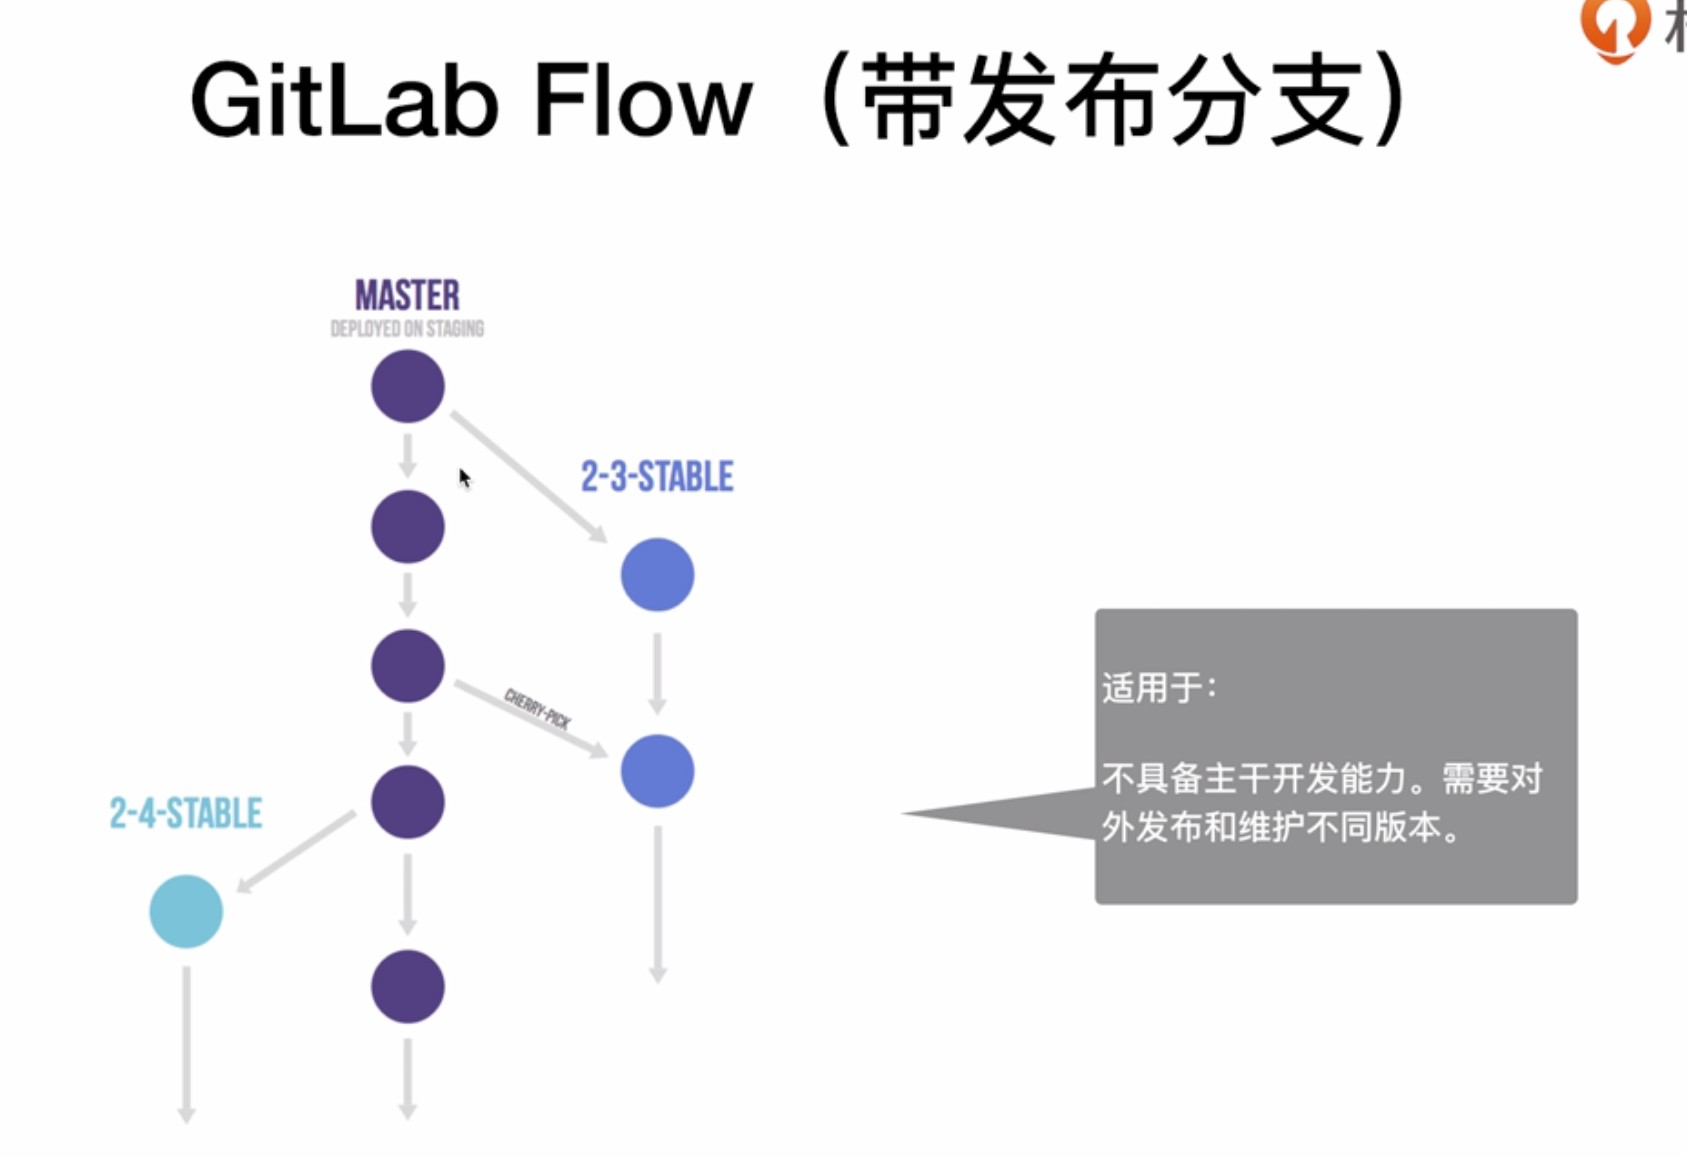 GitLab Flow（带发布分支）
MASTER
DEPLOYED ON STAGING
2-3-STABLE
CHERRY-PICK
2-4-STABLE
适用于：
不具备主干开发能力。需要对
外发布和维护不同版本。